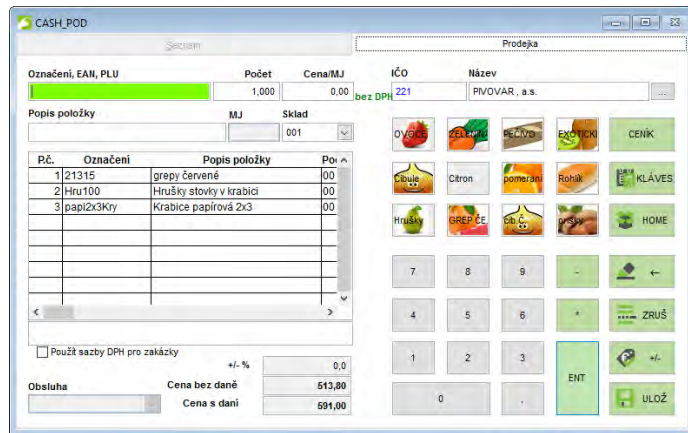 CASH_POD
Seznam
Prodejka
Označení, EAN, PLU
Počet
Cena/MJ
1,000
0,00
bez DPH
IČO
Název
221
PIVOVAR , a.s.
...
Popis položky
MJ
Sklad
001
P.č. Označení Popis položky Po
1 21315 grepy červené 00
2 Hru100 Hrušky stovky v krabici 00
3 papi2x3Kry Krabice papírová 2x3 00
Použít sazby DPH pro zakázky
+/- % 0,0
Obsluha
Cena bez daně 513,80
Cena s daní 591,00
OVOCE ZELENINA PEČIVO EXOTICKI CENÍK
Cibule Citron pomeranč Rohlík KLÁVES
Hrušky GREP ČE. cib.Č. HOME
7 8 9 - ←
4 5 6 * ZRUŠ
1 2 3 +/-
ENT
0 . ULOŽ